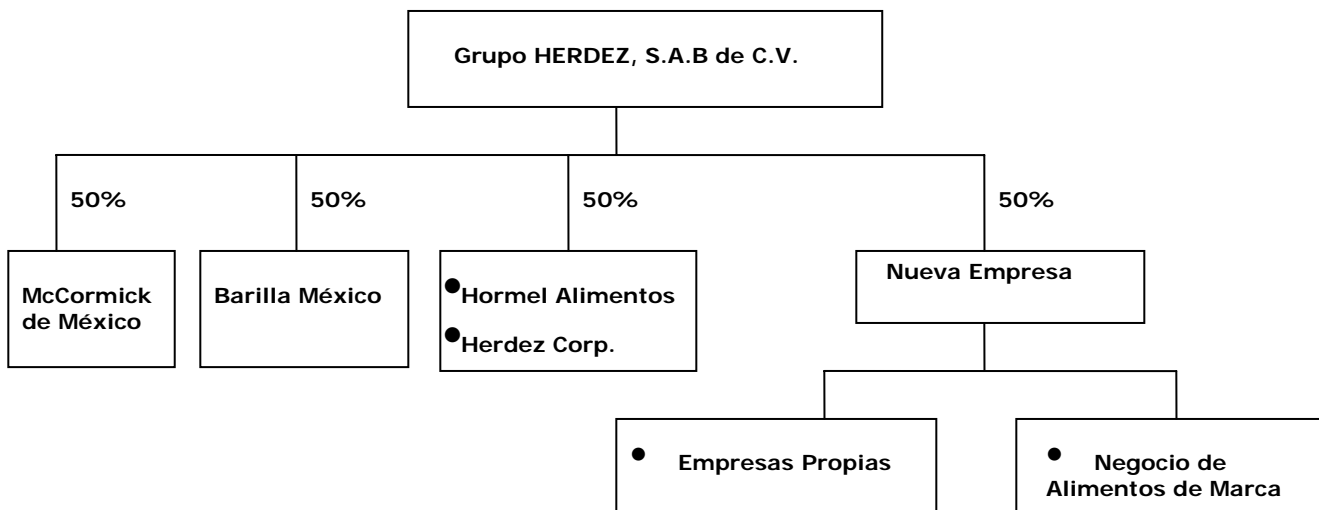 Grupo HERDEZ, S.A.B de C.V.
50%
50%
50%
50%
McCormick
de México
Barilla México
● Hormel Alimentos
● Herdez Corp.
Nueva Empresa
● Empresas Propias
● Negocio de
Alimentos de Marca